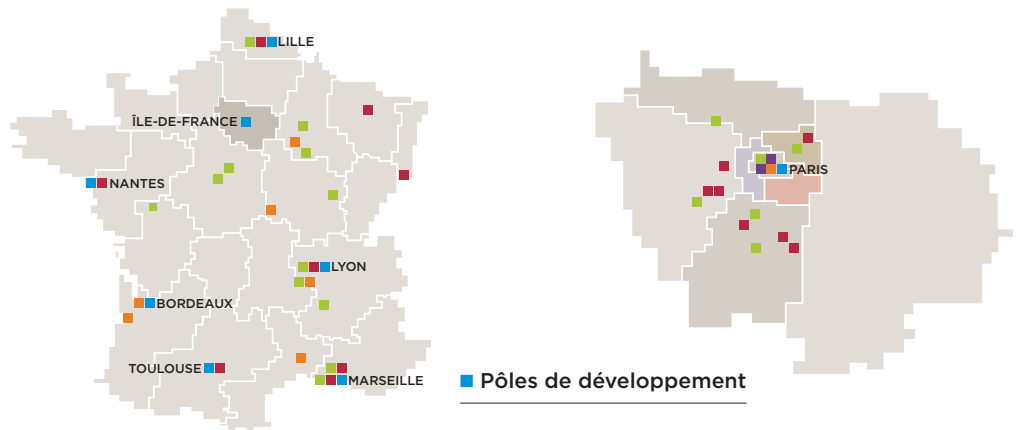 LILLE
ÎLE-DE-FRANCE
NANTES
LYON
BORDEAUX
TOULOUSE
MARSEILLE
PARIS
Pôles de développement